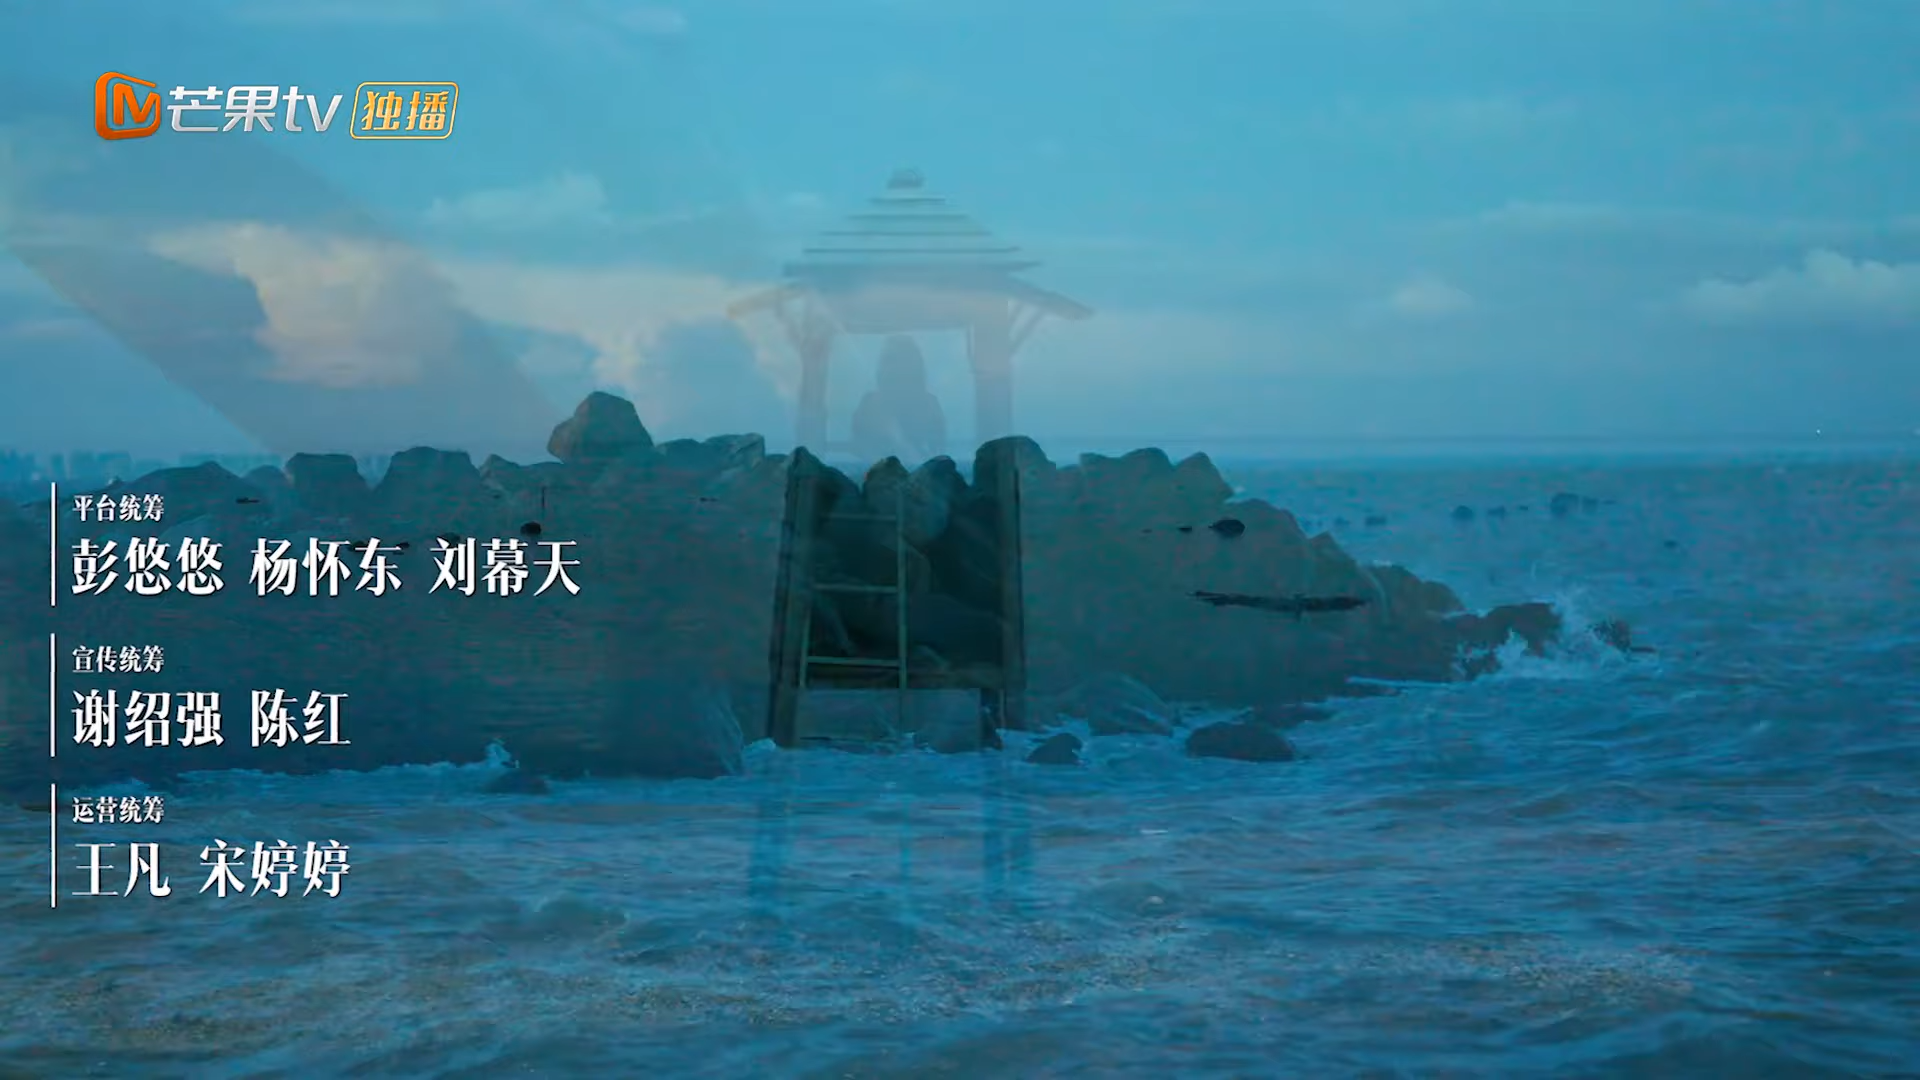 芒果tv 独播
平台统筹
彭悠悠 杨怀东 刘幕天
宣传统筹
谢绍强 陈红
运营统筹
王凡 宋婷婷